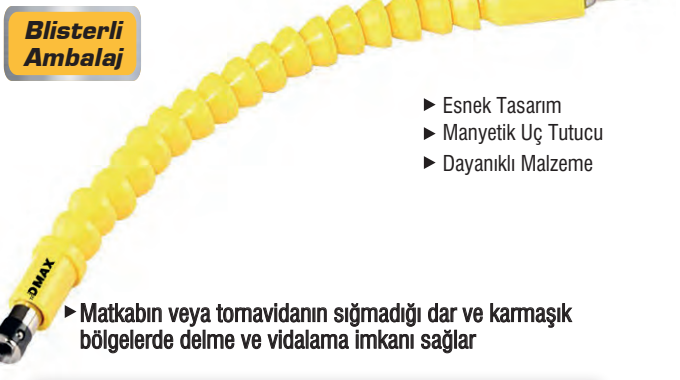 Blisterli
Ambalaj
Esnek Tasarım
Manyetik Uç Tutucu
Dayanıklı Malzeme
DMAX
Matkabın veya tornavidanın sığmadığı dar ve karmaşık
bölgelerde delme ve vidalama imkanı sağlar